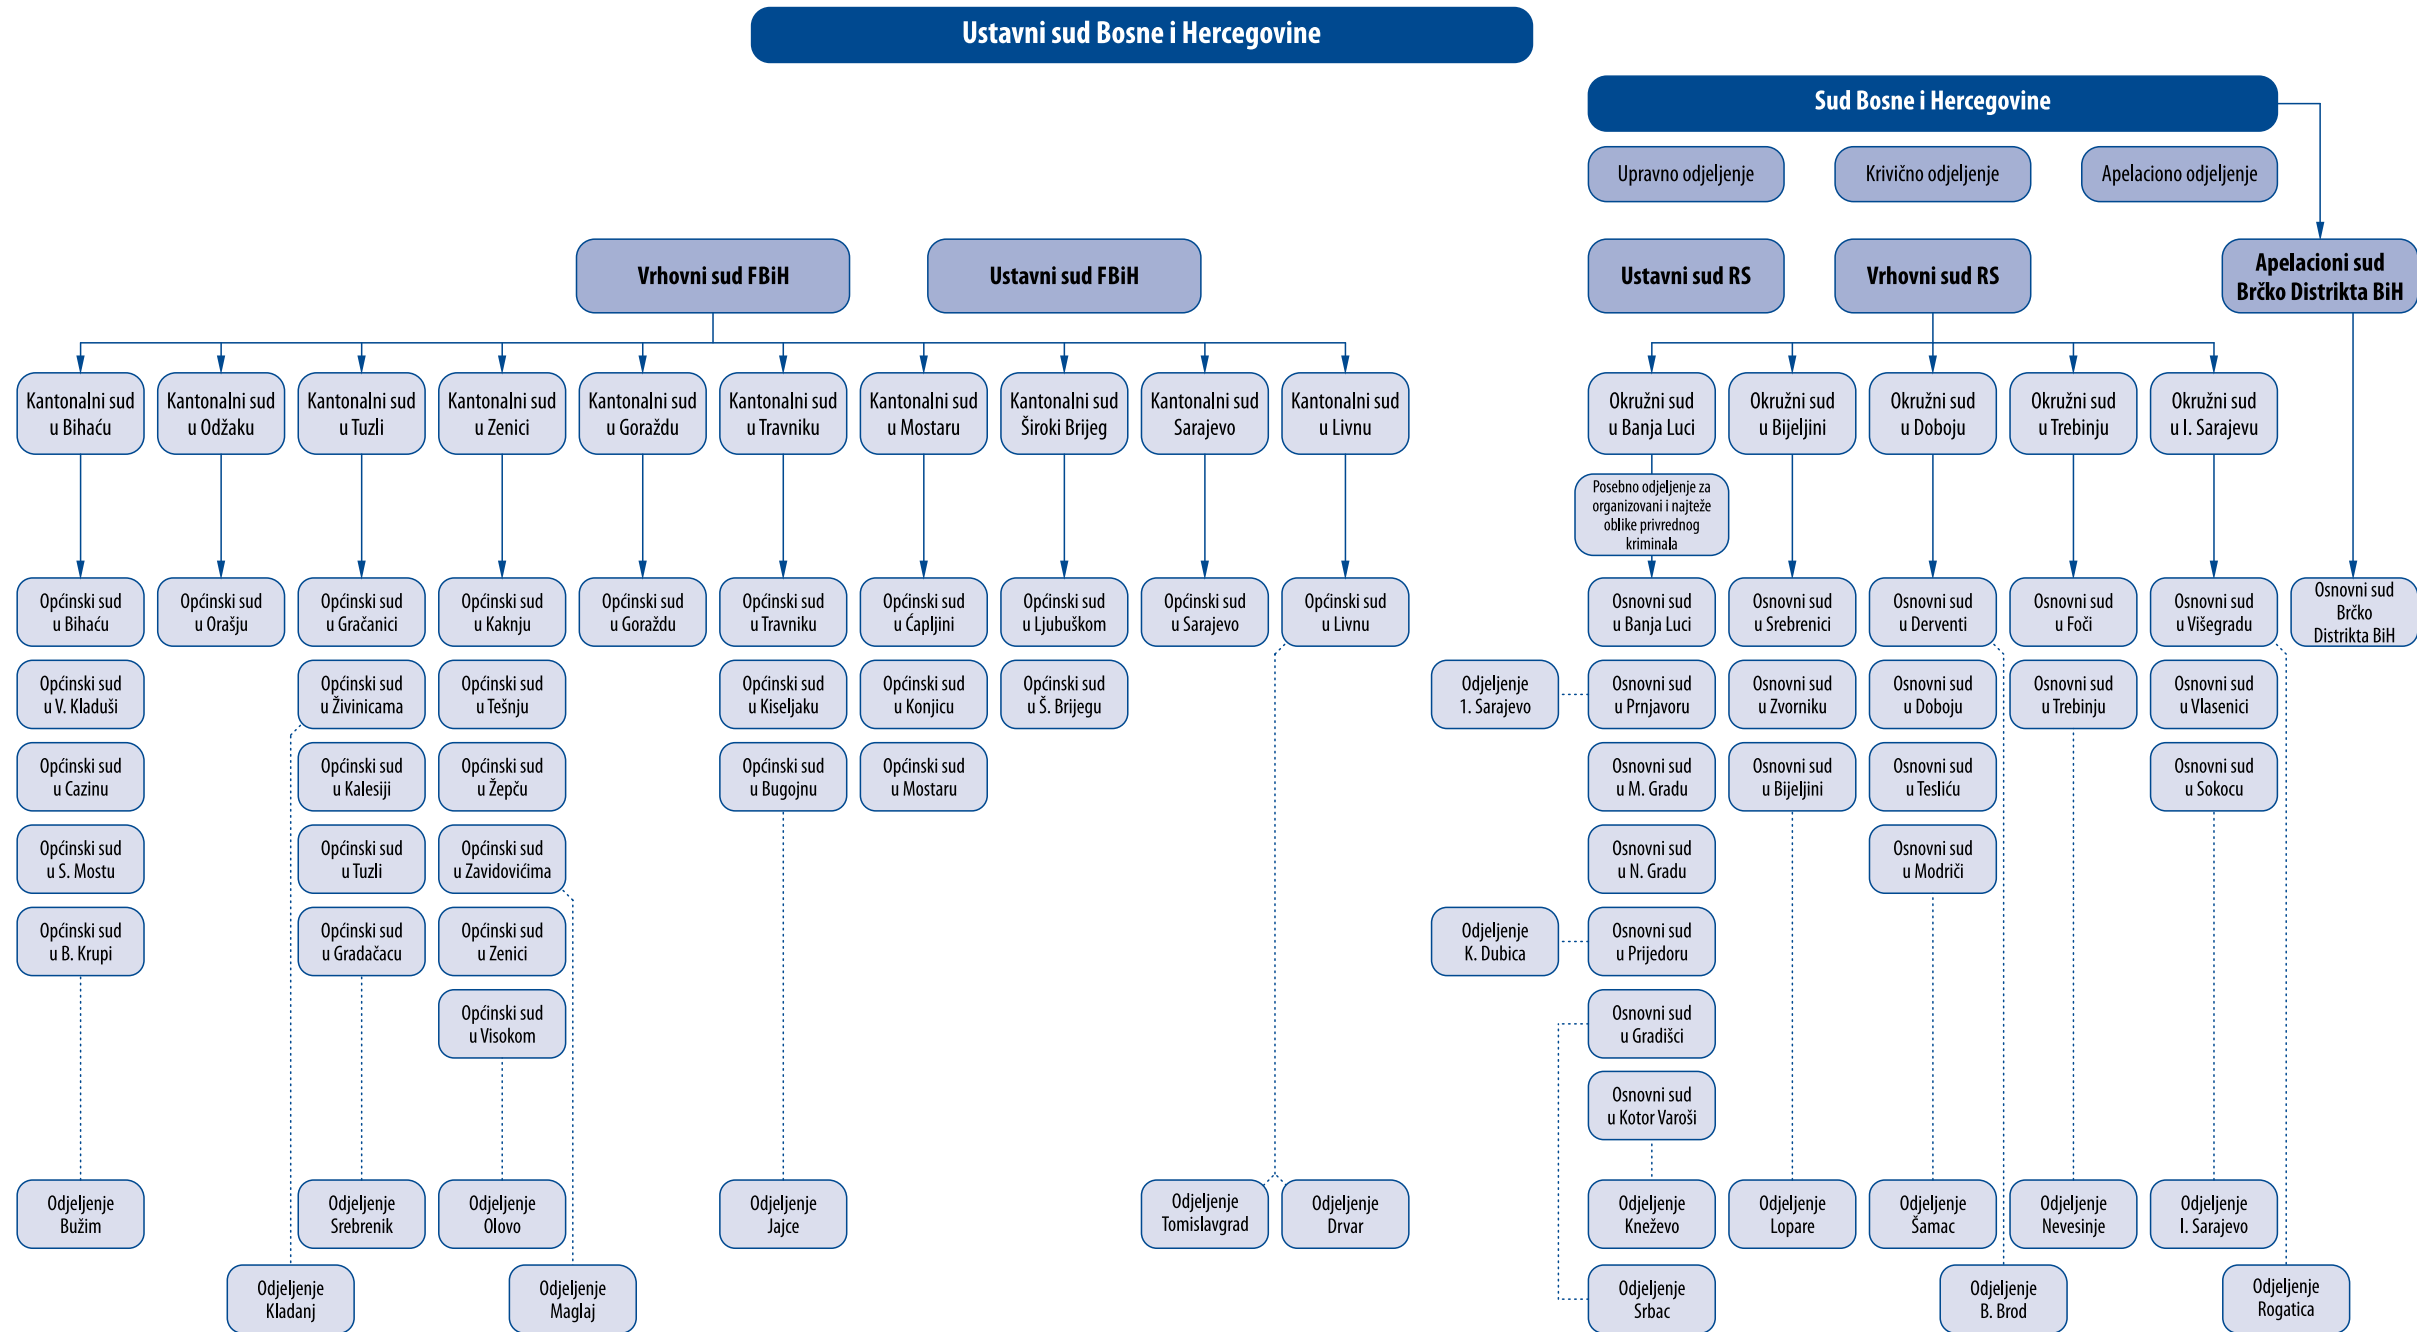 Ustavni sud Bosne i Hercegovine
Sud Bosne i Hercegovine
Upravno odjeljenje
Krivično odjeljenje
Apelaciono odjeljenje
Vrhovni sud FBiH
Ustavni sud FBiH
Ustavni sud RS
Vrhovni sud RS
Apelacioni sud
Brčko Distrikta BiH
Kantonalni sud
u Bihaću
Kantonalni sud
u Odžaku
Kantonalni sud
u Tuzli
Kantonalni sud
u Zenici
Kantonalni sud
u Goraždu
Kantonalni sud
u Travniku
Kantonalni sud
u Mostaru
Kantonalni sud
Široki Brijeg
Kantonalni sud
Sarajevo
Kantonalni sud
u Livnu
Okružni sud
u Banja Luci
Okružni sud
u Bijeljini
Okružni sud
u Doboju
Okružni sud
u Trebinju
Okružni sud
u I. Sarajevu
Posebno odjeljenje za
organizovani i najteže
oblike privrednog
kriminala
Općinski sud
u Bihaću
Općinski sud
u Orašju
Općinski sud
u Gračanici
Općinski sud
u Kaknju
Općinski sud
u Goraždu
Općinski sud
u Travniku
Općinski sud
u Ćapljini
Općinski sud
u Ljubuškom
Općinski sud
u Sarajevo
Općinski sud
u Livnu
Osnovni sud
u Banja Luci
Osnovni sud
u Srebrenici
Osnovni sud
u Derventi
Osnovni sud
u Foči
Osnovni sud
u Višegradu
Osnovni sud
Brčko
Distrikta BiH
Općinski sud
u V. Kladuši
Općinski sud
u Živinicama
Općinski sud
u Tešnju
Općinski sud
u Kiseljaku
Općinski sud
u Konjicu
Općinski sud
u Š. Brijegu
Odjeljenje
1. Sarajevo
Osnovni sud
u Prnjavoru
Osnovni sud
u Zvorniku
Osnovni sud
u Doboju
Osnovni sud
u Trebinju
Osnovni sud
u Vlasenici
Općinski sud
u Cazinu
Općinski sud
u Kalesiji
Općinski sud
u Žepču
Općinski sud
u Bugojnu
Općinski sud
u Mostaru
Osnovni sud
u M. Gradu
Osnovni sud
u Bijeljini
Osnovni sud
u Tesliću
Osnovni sud
u Sokocu
Općinski sud
u S. Mostu
Općinski sud
u Tuzli
Općinski sud
u Zavidovićima
Osnovni sud
u N. Gradu
Osnovni sud
u Modriči
Općinski sud
u B. Krupi
Općinski sud
u Gradačacu
Općinski sud
u Zenici
Odjeljenje
K. Dubica
Osnovni sud
u Prijedoru
Općinski sud
u Visokom
Osnovni sud
u Gradišci
Osnovni sud
u Kotor Varoši
Odjeljenje
Bužim
Odjeljenje
Srebrenik
Odjeljenje
Olovo
Odjeljenje
Jajce
Odjeljenje
Tomislavgrad
Odjeljenje
Drvar
Odjeljenje
Kneževo
Odjeljenje
Lopare
Odjeljenje
Šamac
Odjeljenje
Nevesinje
Odjeljenje
I. Sarajevo
Odjeljenje
Kladanj
Odjeljenje
Maglaj
Odjeljenje
Srbac
Odjeljenje
B. Brod
Odjeljenje
Rogatica